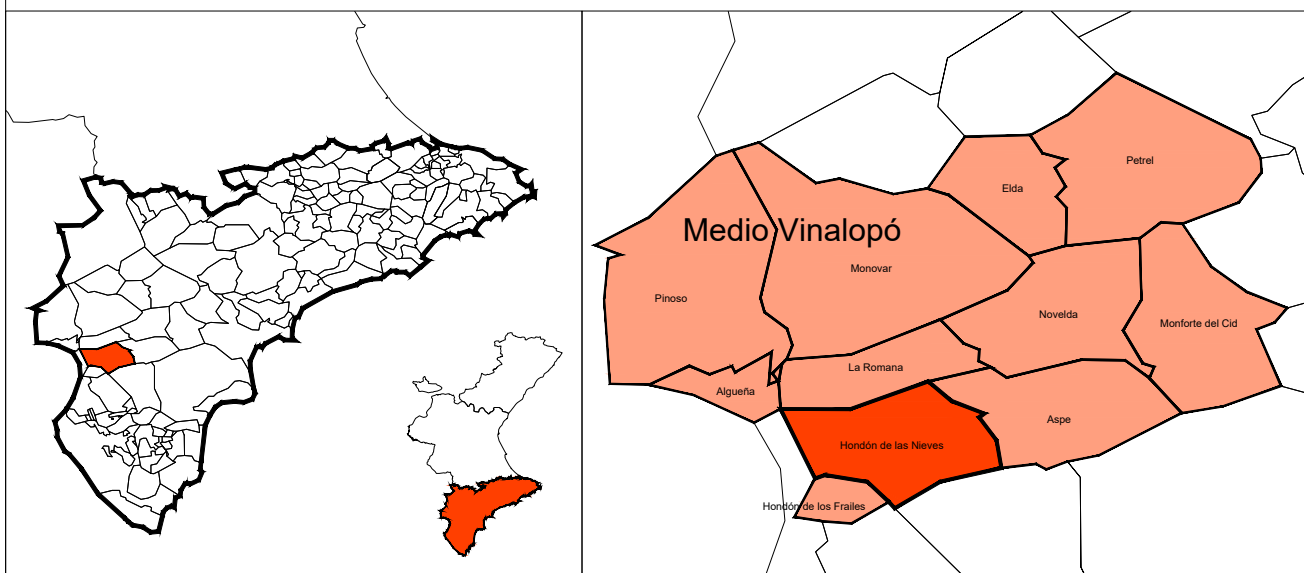 Petrel
Elda
Medio Vinalopó
Monovar
Pinoso
Novelda
Monforte del Cid
La Romana
Algueña
Aspe
Hondón de las Nieves
Hondón de los Frailes